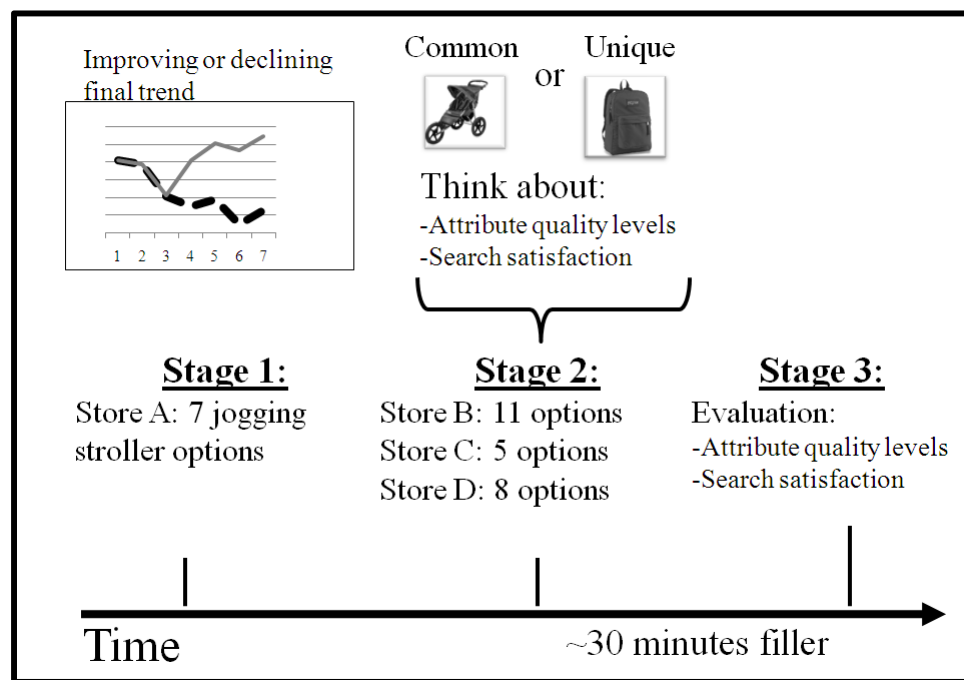 Improving or declining
final trend
1 2 3 4 5 6 7
Common
or
Unique
Think about:
-Attribute quality levels
-Search satisfaction
Stage 1:
Store A: 7 jogging
stroller options
Stage 2:
Store B: 11 options
Store C: 5 options
Store D: 8 options
Stage 3:
Evaluation:
-Attribute quality levels
-Search satisfaction
Time
~30 minutes filler